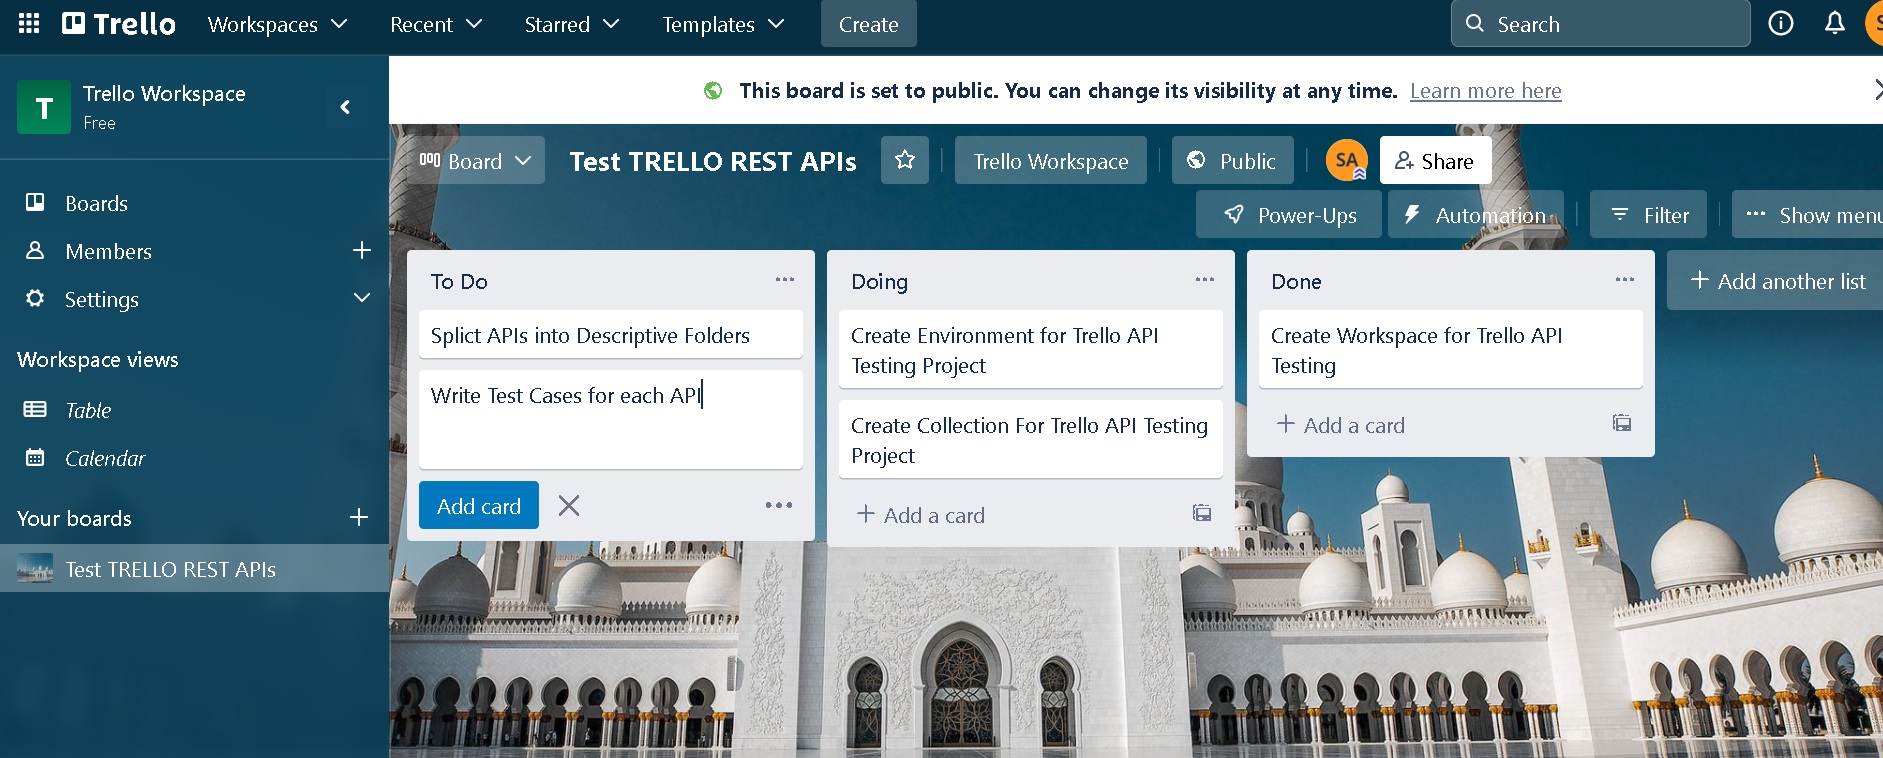 Trello
Workspaces
Recent
Starred
Templates
Create
Search
S
T
Trello Workspace
Free
This board is set to public. You can change its visibility at any time. Learn more here
Board
Test TRELLO REST APIs
Trello Workspace
Public
SA
Share
Power-Ups
Automation
Filter
Show menu
Boards
Members
Settings
Workspace views
Table
Calendar
Your boards
Test TRELLO REST APIs
To Do
Splict APIs into Descriptive Folders
Write Test Cases for each API
Add card
Doing
Create Environment for Trello API
Testing Project
Create Collection For Trello API Testing
Project
+ Add a card
Done
Create Workspace for Trello API
Testing
+ Add a card
+ Add another list